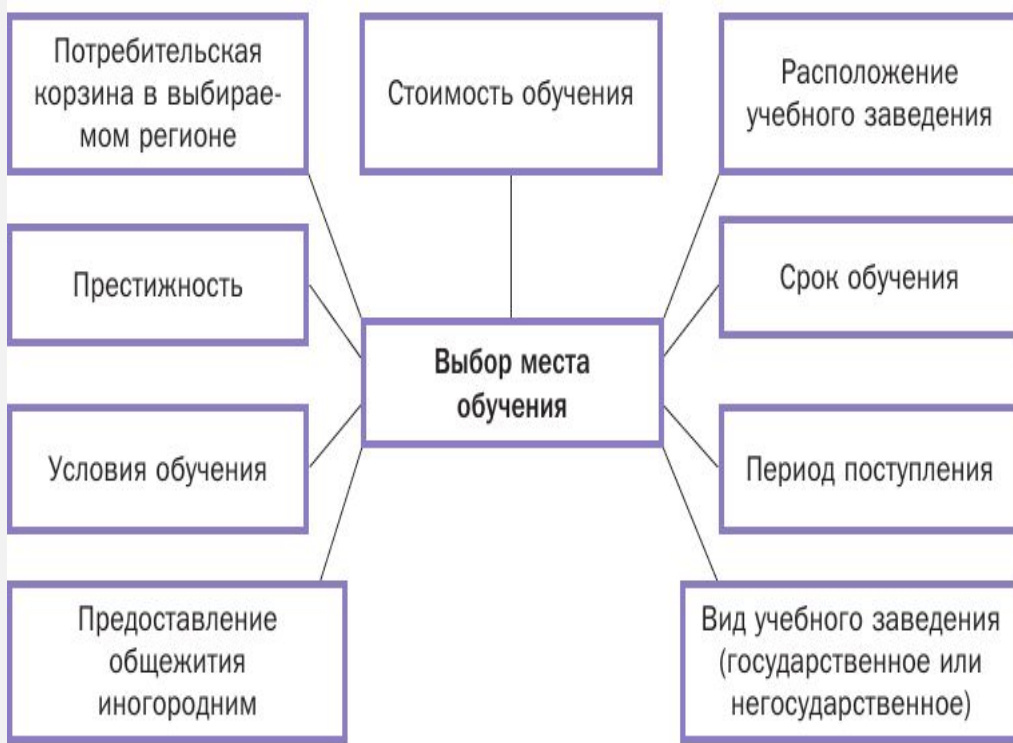 Потребительская
корзина в выбирае-
мом регионе
Стоимость обучения
Расположение
учебного заведения
Престижность
Срок обучения
Выбор места
обучения
Условия обучения
Период поступления
Предоставление
общежития
иногородним
Вид учебного заведения
(государственное или
негосударственное)